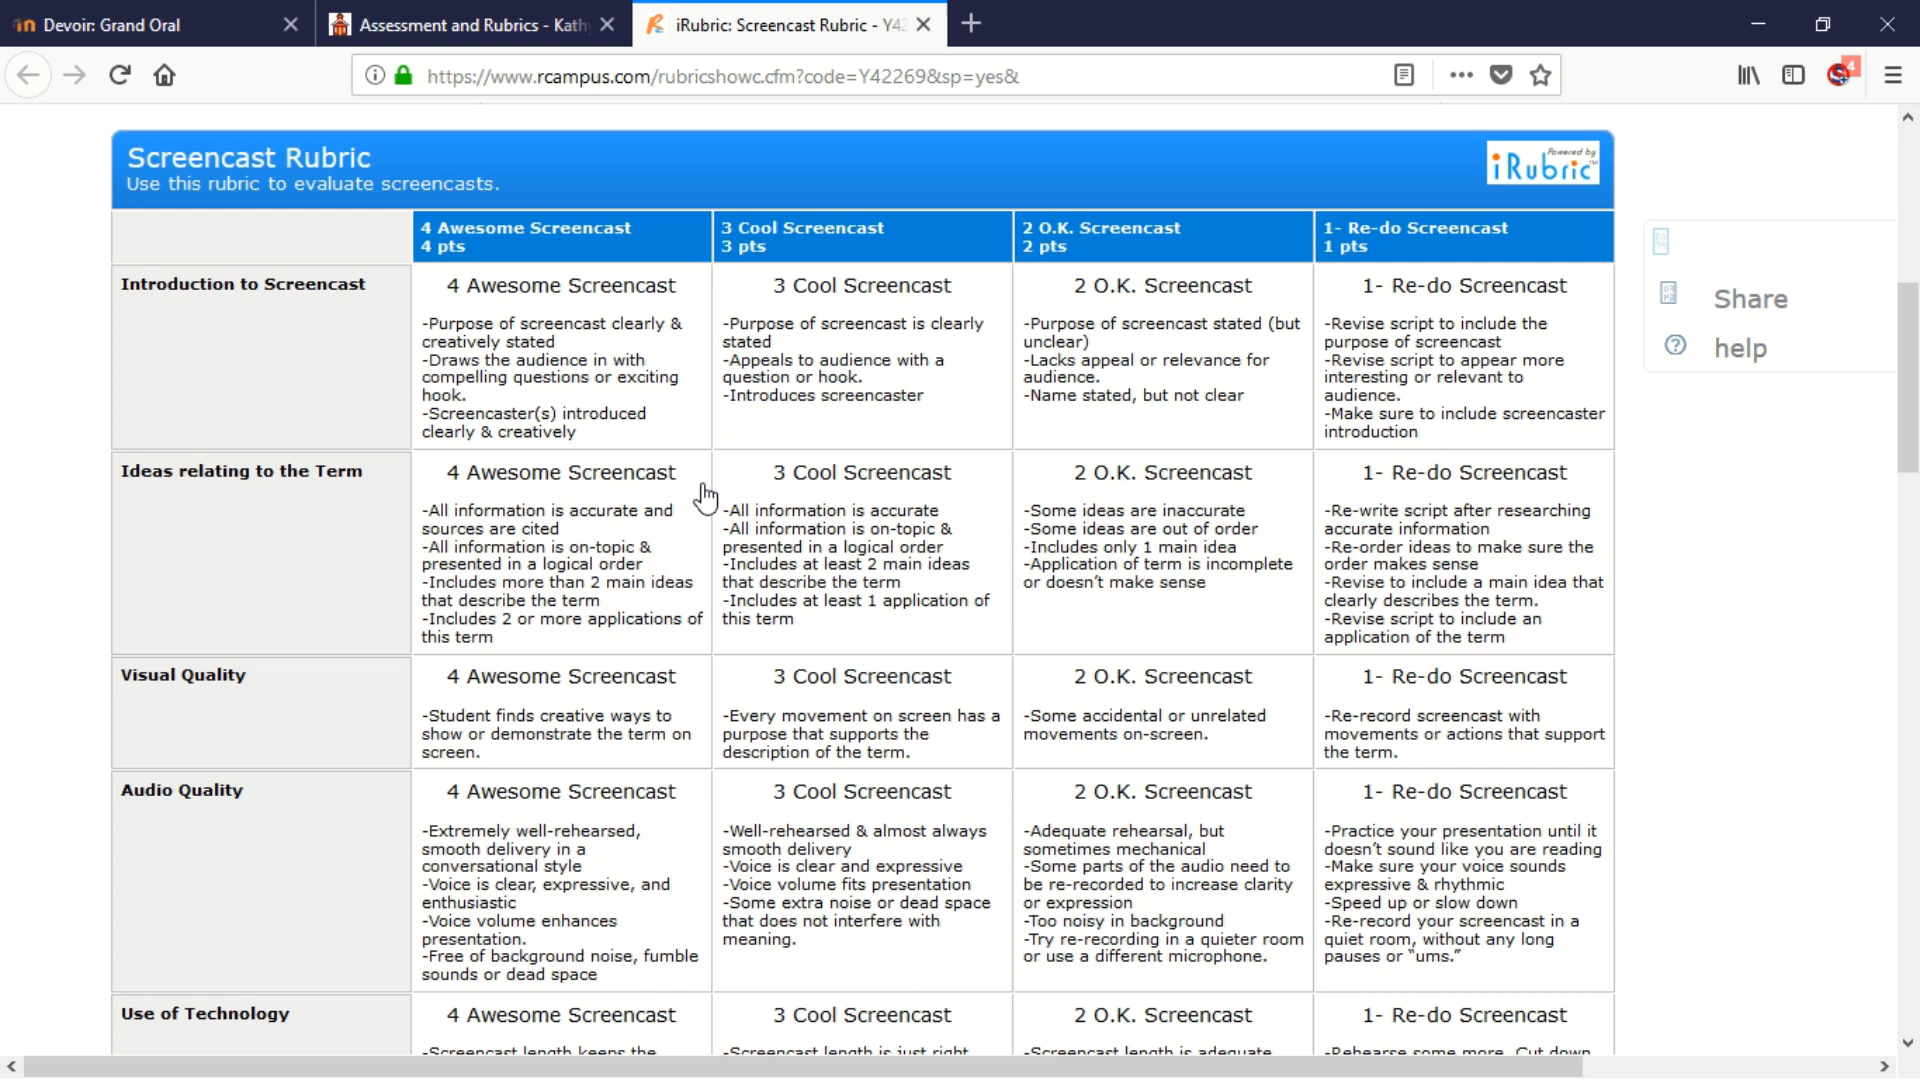 Devoir: Grand Oral
Assessment and Rubrics - Kathy
iRubric: Screencast Rubric - Y42
https://www.rcampus.com/rubricshowc.cfm?code=Y42269&sp=yes&
4
Screencast Rubric
Use this rubric to evaluate screencasts.
Powered by
iRubric™
4 Awesome Screencast
4 pts
3 Cool Screencast
3 pts
2 O.K. Screencast
2 pts
1- Re-do Screencast
1 pts
Introduction to Screencast
4 Awesome Screencast
-Purpose of screencast clearly &
creatively stated
-Draws the audience in with
compelling questions or exciting
hook.
-Screencaster(s) introduced
clearly & creatively
3 Cool Screencast
-Purpose of screencast is clearly
stated
-Appeals to audience with a
question or hook.
-Introduces screencaster
2 O.K. Screencast
-Purpose of screencast stated (but
unclear)
-Lacks appeal or relevance for
audience.
-Name stated, but not clear
1- Re-do Screencast
-Revise script to include the
purpose of screencast
-Revise script to appear more
interesting or relevant to
audience.
-Make sure to include screencaster
introduction
Share
help
Ideas relating to the Term
4 Awesome Screencast
-All information is accurate and
sources are cited
-All information is on-topic &
presented in a logical order
-Includes more than 2 main ideas
that describe the term
-Includes 2 or more applications of
this term
3 Cool Screencast
-All information is accurate
-All information is on-topic &
presented in a logical order
-Includes at least 2 main ideas
that describe the term
-Includes at least 1 application of
this term
2 O.K. Screencast
-Some ideas are inaccurate
-Some ideas are out of order
-Includes only 1 main idea
-Application of term is incomplete
or doesn’t make sense
1- Re-do Screencast
-Re-write script after researching
accurate information
-Re-order ideas to make sure the
order makes sense
-Revise to include a main idea that
clearly describes the term.
-Revise script to include an
application of the term
Visual Quality
4 Awesome Screencast
-Student finds creative ways to
show or demonstrate the term on
screen.
3 Cool Screencast
-Every movement on screen has a
purpose that supports the
description of the term.
2 O.K. Screencast
-Some accidental or unrelated
movements on-screen.
1- Re-do Screencast
-Re-record screencast with
movements or actions that support
the term.
Audio Quality
4 Awesome Screencast
-Extremely well-rehearsed,
smooth delivery in a
conversational style
-Voice is clear, expressive, and
enthusiastic
-Voice volume enhances
presentation.
-Free of background noise, fumble
sounds or dead space
3 Cool Screencast
-Well-rehearsed & almost always
smooth delivery
-Voice is clear and expressive
-Voice volume fits presentation
-Some extra noise or dead space
that does not interfere with
meaning.
2 O.K. Screencast
-Adequate rehearsal, but
sometimes mechanical
-Some parts of the audio need to
be re-recorded to increase clarity
or expression
-Too noisy in background
-Try re-recording in a quieter room
or use a different microphone.
1- Re-do Screencast
-Practice your presentation until it
doesn’t sound like you are reading
-Make sure your voice sounds
expressive & rhythmic
-Speed up or slow down
-Re-record your screencast in a
quiet room, without any long
pauses or “ums.”
Use of Technology
4 Awesome Screencast
-Screencast length keeps the
3 Cool Screencast
-Screencast length is just right
2 O.K. Screencast
-Screencast length is adequate
1- Re-do Screencast
-Rehearse some more. Cut down